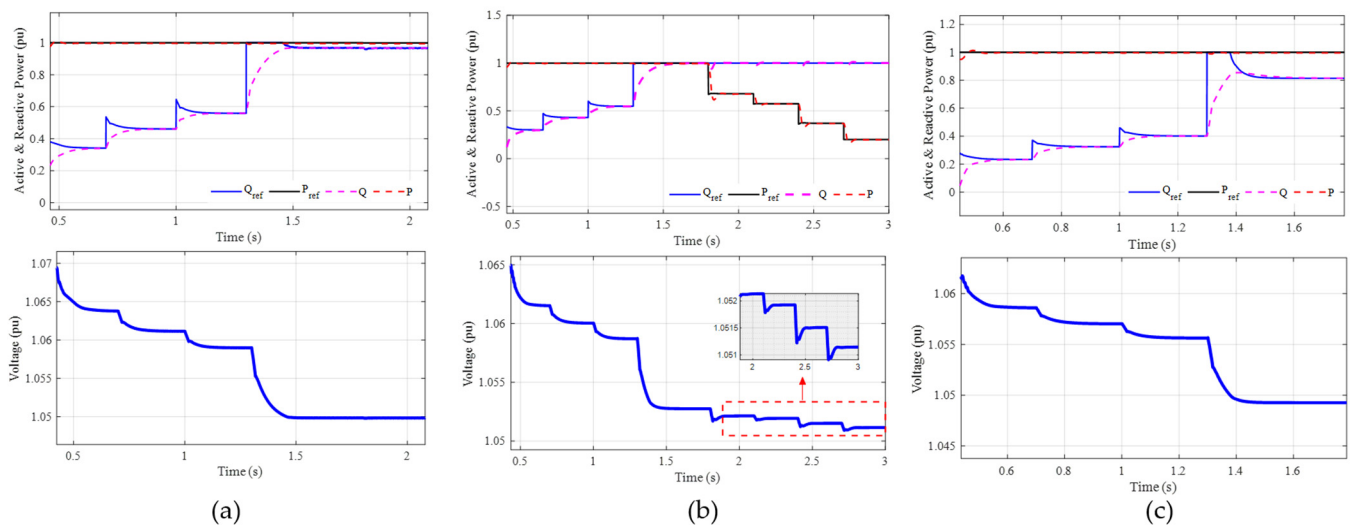 Active & Reactive Power (pu)
1
0.8
0.6
0.4
0.2
0
Qref Pref Q P
0.5 1 1.5 2
Time (s)
Voltage (pu)
1.07
1.065
1.06
1.055
1.05
0.5 1 1.5 2
Time (s)
(a)
Active & Reactive Power (pu)
1.5
1
0.5
0
-0.5
Qref Pref Q P
0.5 1 1.5 2 2.5 3
Time (s)
Voltage (pu)
1.065
1.06
1.055
1.05
1.052
1.0515
1.051
2 2.5 3
0.5 1 1.5 2 2.5 3
Time (s)
(b)
Active & Reactive Power (pu)
1.2
1
0.8
0.6
0.4
0.2
0
Qref Pref Q P
0.6 0.8 1 1.2 1.4 1.6
Time (s)
Voltage (pu)
1.06
1.055
1.05
1.045
0.6 0.8 1 1.2 1.4 1.6
Time (s)
(c)